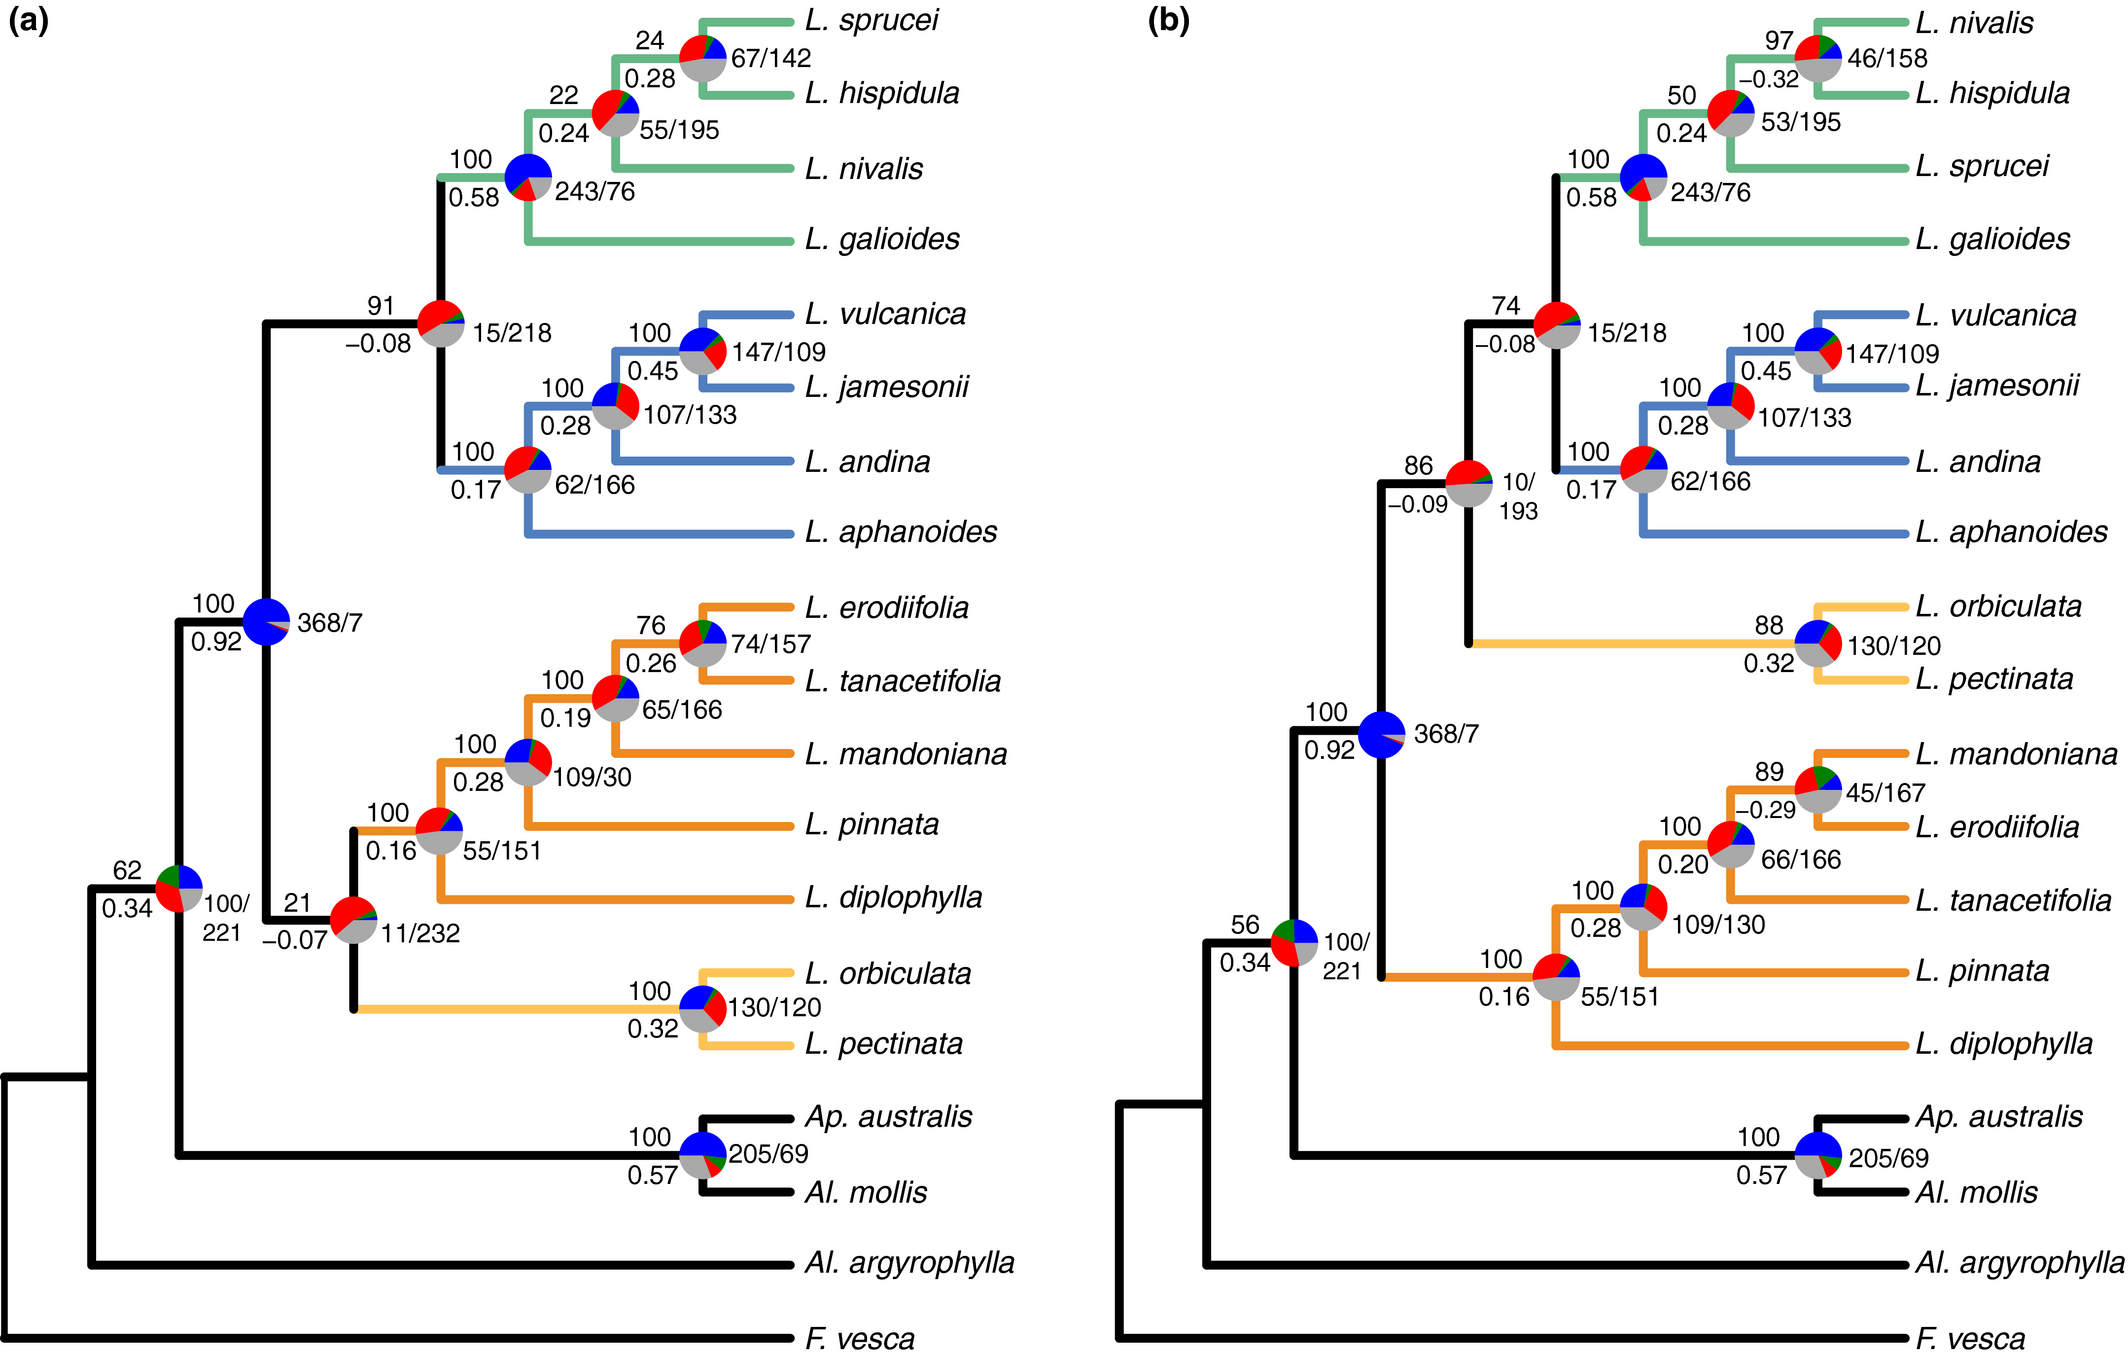 (a)
L. sprucei
24
0.28
67/142
L. hispidula
22
0.24
55/195
L. nivalis
100
0.58
243/76
L. galioides
91
−0.08
15/218
L. vulcanica
100
0.45
147/109
L. jamesonii
100
0.28
107/133
L. andina
100
0.17
62/166
L. aphanoides
100
0.92
368/7
L. erodiifolia
76
0.26
74/157
L. tanacetifolia
100
0.19
65/166
L. mandoniana
100
0.28
109/30
L. pinnata
100
0.16
55/151
L. diplophylla
62
0.34
100/
221
21
−0.07
11/232
L. orbiculata
100
0.32
130/120
L. pectinata
Ap. australis
100
0.57
205/69
Al. mollis
Al. argyrophylla
F. vesca
(b)
L. nivalis
97
−0.32
46/158
L. hispidula
50
0.24
53/195
L. sprucei
100
0.58
243/76
L. galioides
74
−0.08
15/218
L. vulcanica
100
0.45
147/109
L. jamesonii
100
0.28
107/133
L. andina
100
0.17
62/166
L. aphanoides
86
−0.09
10/
193
L. orbiculata
88
0.32
130/120
L. pectinata
100
0.92
368/7
L. mandoniana
89
−0.29
45/167
L. erodiifolia
100
0.20
66/166
L. tanacetifolia
100
0.28
109/130
L. pinnata
100
0.16
55/151
L. diplophylla
56
0.34
100/
221
Ap. australis
100
0.57
205/69
Al. mollis
Al. argyrophylla
F. vesca